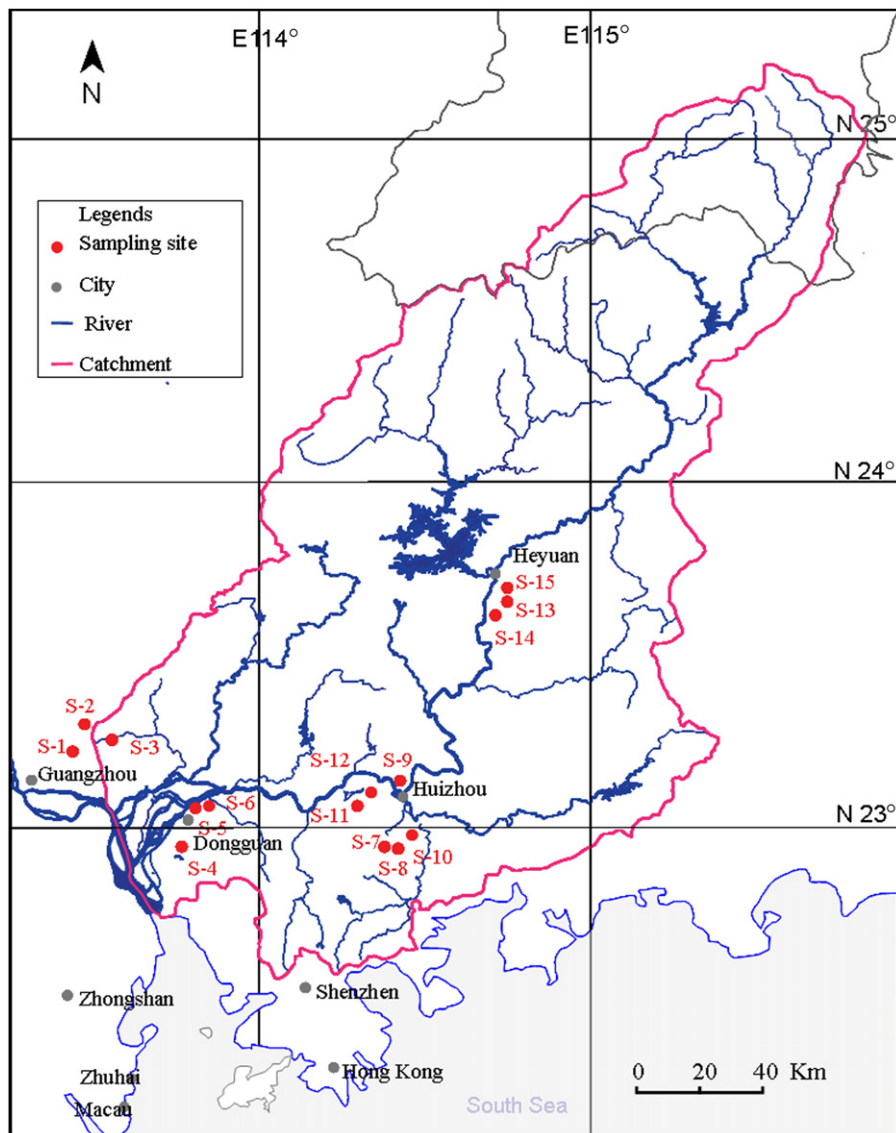 E114°
E115°
N
N 25°
Legends
Sampling site
City
River
Catchment
N 24°
Heyuan
S-15
S-13
S-14
S-2
S-1
S-3
S-12
S-9
Guangzhou
Huizhou
S-6
S-11
S-5
N 23°
S-7
Dongguan
S-10
S-8
S-4
Zhongshan
Shenzhen
Hong Kong
Zhuhai
0 20 40 Km
Macau
South Sea